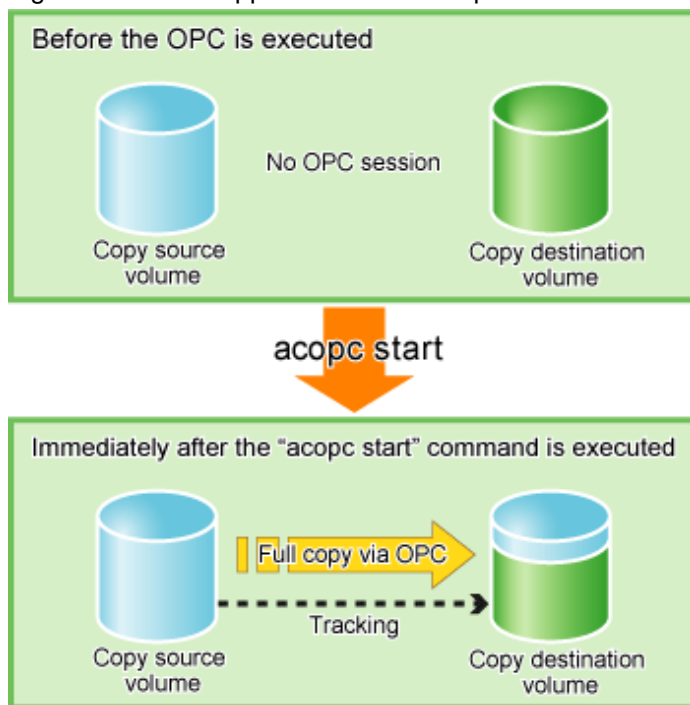 Before the OPC is executed
No OPC session
Copy source
volume
Copy destination
volume
acopc start
Immediately after the “acopc start” command is executed
Full copy via OPC
Tracking
Copy source
volume
Copy destination
volume